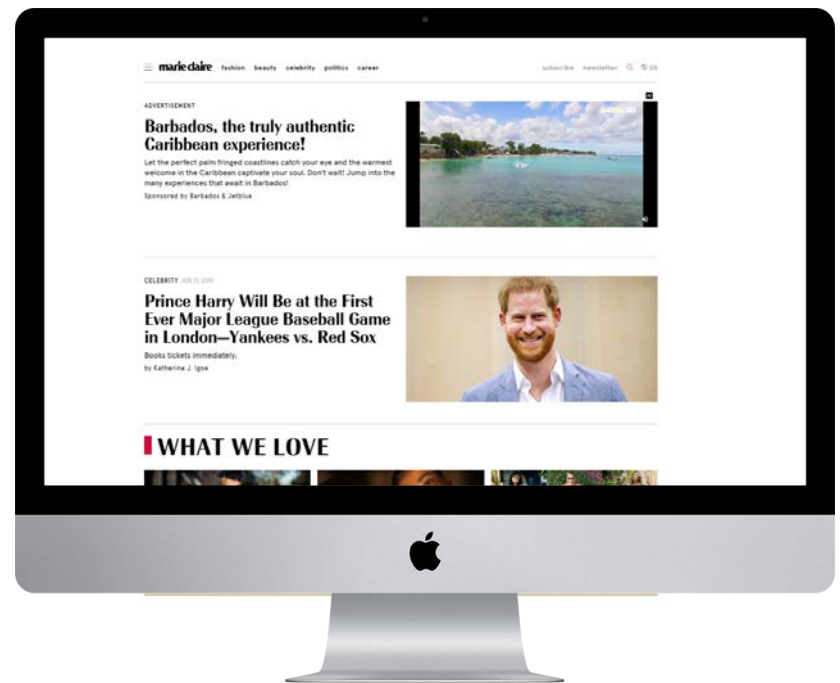 marie claire fashion beauty celebrity politics career subscribe newsletter US
ADVERTISEMENT
Barbados, the truly authentic
Caribbean experience!
Let the perfect palm fringed coastlines catch your eye and the warmest
welcome in the Caribbean captivate your soul. Don't wait! Jump into the
many experiences that await in Barbados!
Sponsored by Barbados & Jetblue
CELEBRITY
Prince Harry Will Be at the First
Ever Major League Baseball Game
in London—Yankees vs. Red Sox
Books tickets immediately.
by Katherine J. Igoe
WHAT WE LOVE